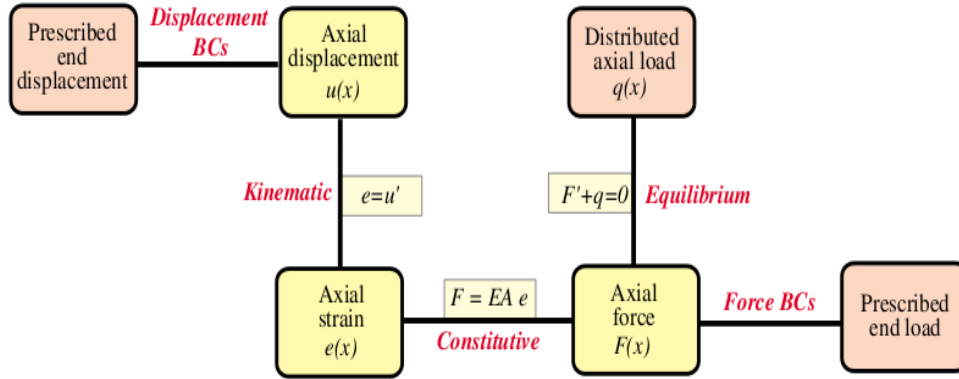 Prescribed
end
displacement
Displacement
BCs
Axial
displacement
u(x)
Distributed
axial load
q(x)
Kinematic
e=u'
F'+q=0
Equilibrium
Axial
strain
e(x)
F = EA e
Constitutive
Axial
force
F(x)
Force BCs
Prescribed
end load